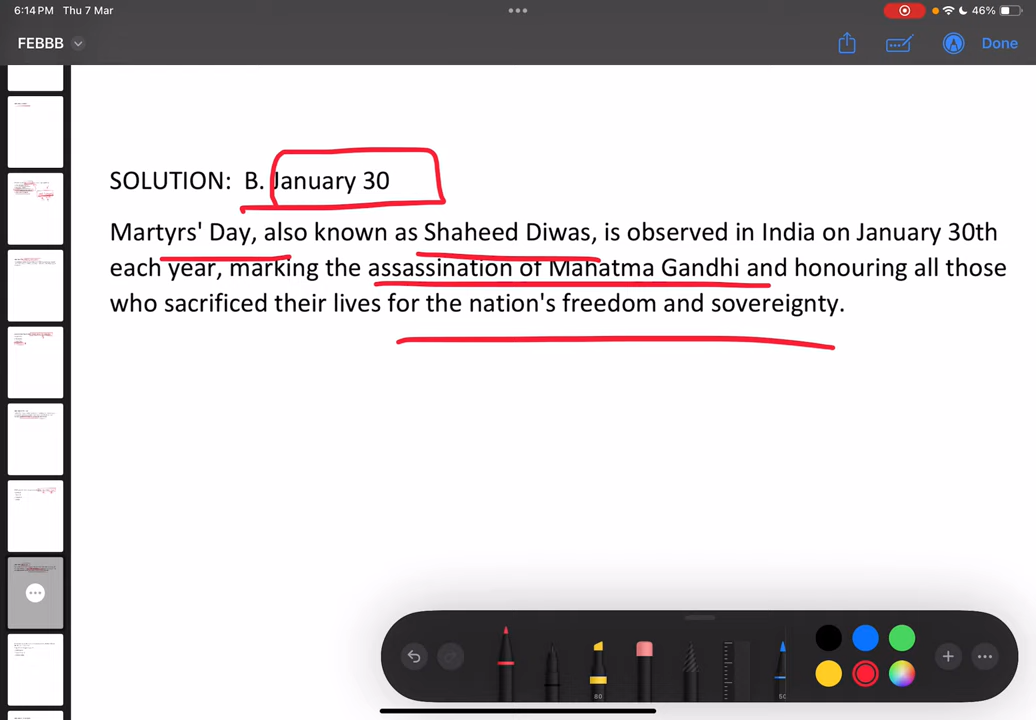 6:14 PM Thu 7 Mar
46%
FEBBB
Done
SOLUTION: B. January 30
Martyrs' Day, also known as Shaheed Diwas, is observed in India on January 30th
each year, marking the assassination of Mahatma Gandhi and honouring all those
who sacrificed their lives for the nation's freedom and sovereignty.
80
50